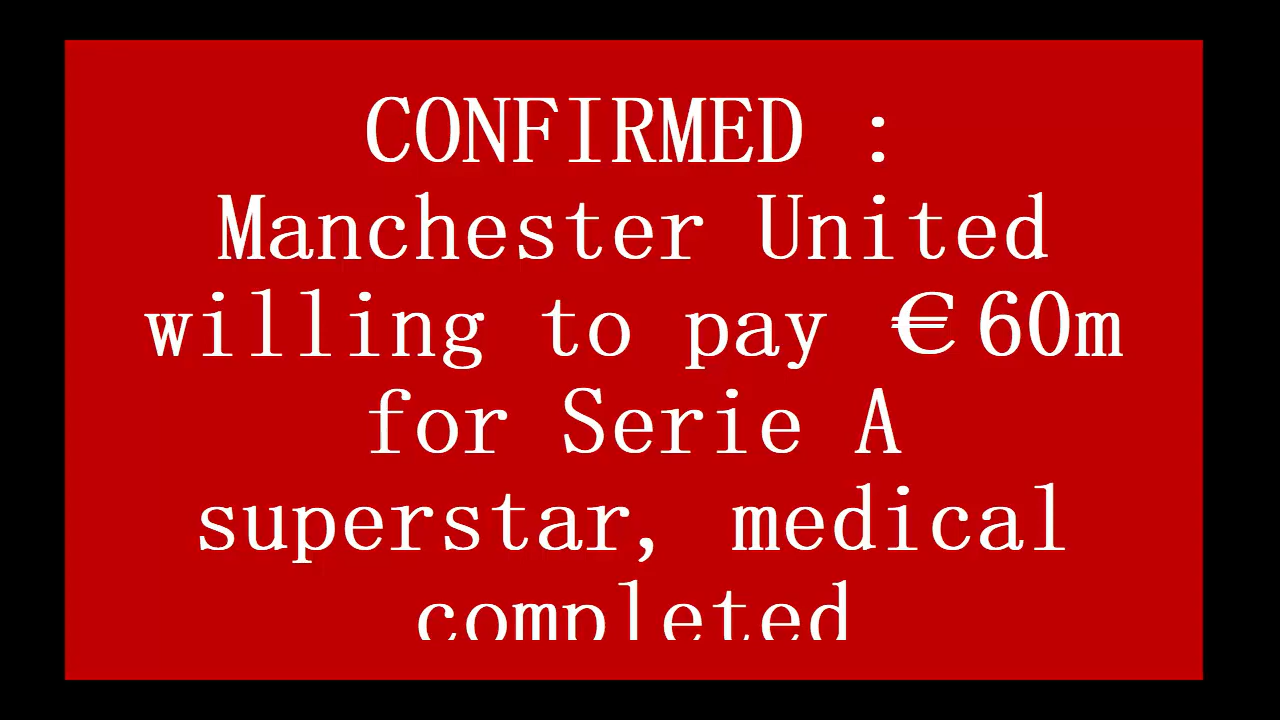 CONFIRMED :
Manchester United
willing to pay €60m
for Serie A
superstar, medical
completed